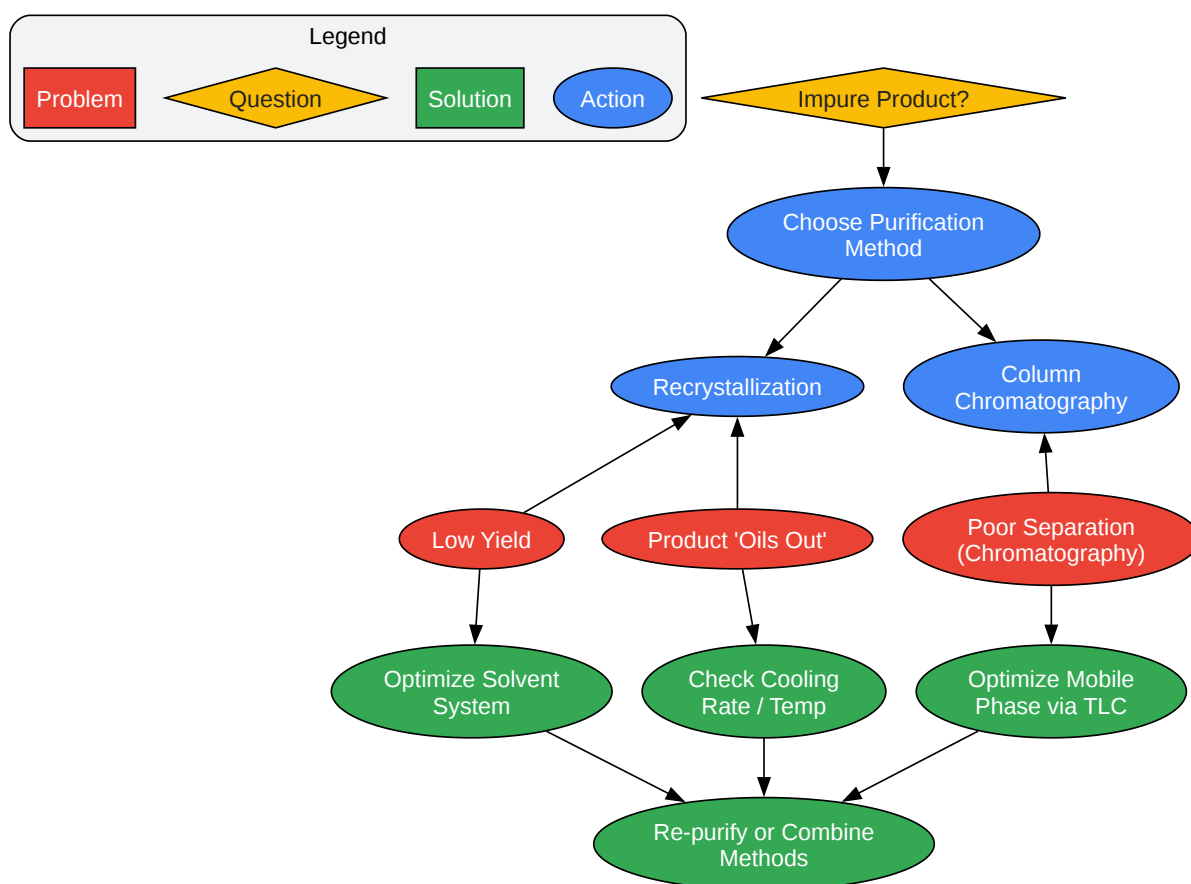 Legend
Problem
Question
Solution
Action
Impure Product?
Choose Purification
Method
Recrystallization
Column
Chromatography
Low Yield
Product 'Oils Out'
Poor Separation
(Chromatography)
Optimize Solvent
System
Check Cooling
Rate / Temp
Optimize Mobile
Phase via TLC
Re-purify or Combine
Methods